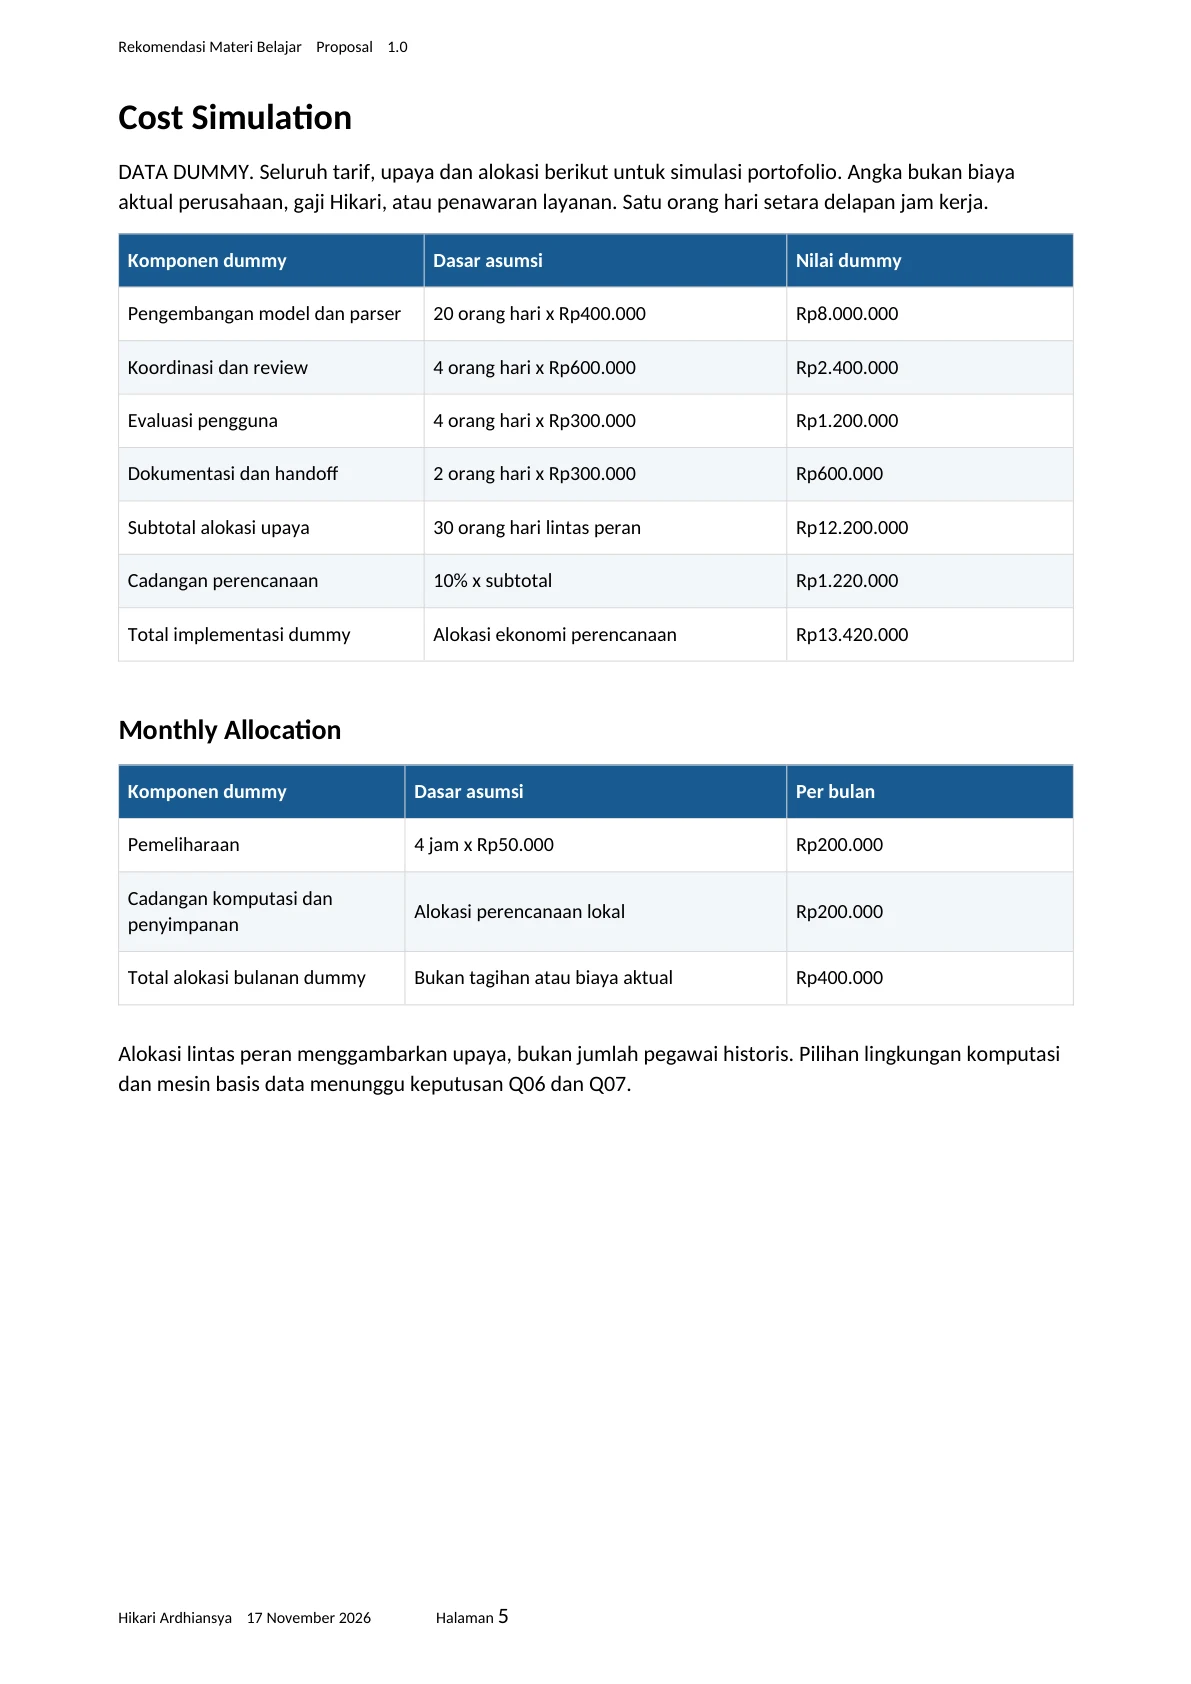 Rekomendasi Materi Belajar Proposal 1.0
Cost Simulation
DATA DUMMY. Seluruh tarif, upaya dan alokasi berikut untuk simulasi portofolio. Angka bukan biaya
aktual perusahaan, gaji Hikari, atau penawaran layanan. Satu orang hari setara delapan jam kerja.
Komponen dummy Dasar asumsi Nilai dummy
Pengembangan model dan parser 20 orang hari x Rp400.000 Rp8.000.000
Koordinasi dan review 4 orang hari x Rp600.000 Rp2.400.000
Evaluasi pengguna 4 orang hari x Rp300.000 Rp1.200.000
Dokumentasi dan handoff 2 orang hari x Rp300.000 Rp600.000
Subtotal alokasi upaya 30 orang hari lintas peran Rp12.200.000
Cadangan perencanaan 10% x subtotal Rp1.220.000
Total implementasi dummy Alokasi ekonomi perencanaan Rp13.420.000
Monthly Allocation
Komponen dummy Dasar asumsi Per bulan
Pemeliharaan 4 jam x Rp50.000 Rp200.000
Cadangan komputasi dan
penyimpanan Alokasi perencanaan lokal Rp200.000
Total alokasi bulanan dummy Bukan tagihan atau biaya aktual Rp400.000
Alokasi lintas peran menggambarkan upaya, bukan jumlah pegawai historis. Pilihan lingkungan komputasi
dan mesin basis data menunggu keputusan Q06 dan Q07.
Hikari Ardhiansya 17 November 2026 Halaman 5